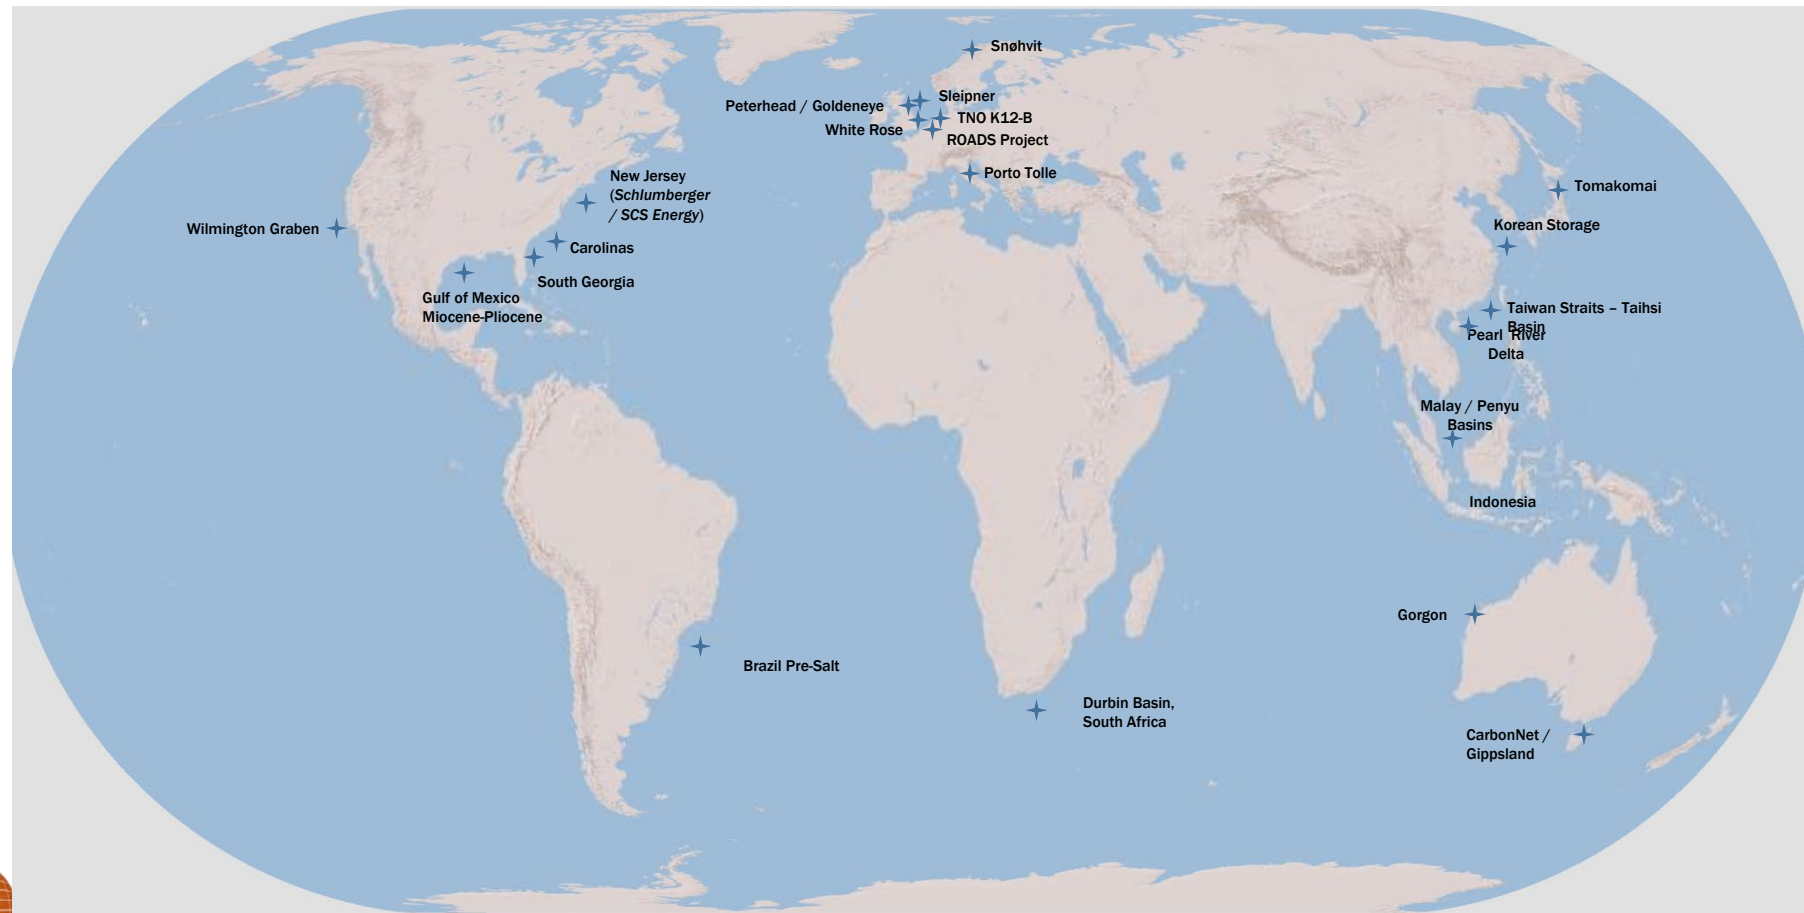 Snøhvit
Sleipner
Peterhead / Goldeneye
TNO K12-B
White Rose
ROADS Project
Porto Tolle
New Jersey
(Schlumberger
/ SCS Energy)
Tomakomai
Wilmington Graben
Korean Storage
Carolinas
South Georgia
Gulf of Mexico
Miocene-Pliocene
Taiwan Straits – Taihsi
Basin
Pearl River
Delta
Malay / Penyu
Basins
Indonesia
Gorgon
Brazil Pre-Salt
Durbin Basin,
South Africa
CarbonNet /
Gippsland